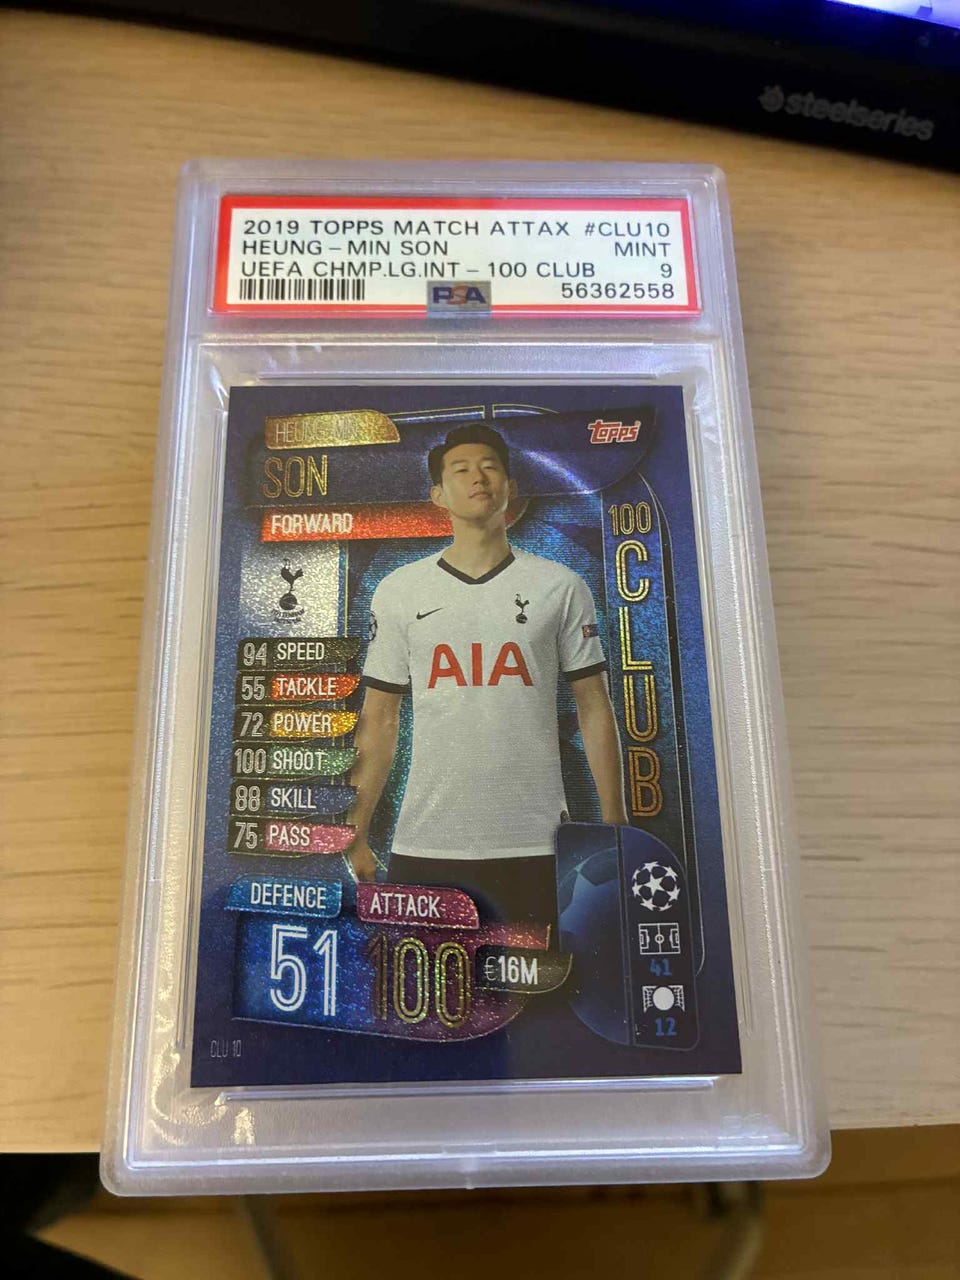 steelseries
2019 TOPPS MATCH ATTAX #CLU10
HEUNG-MIN SON MINT
UEFA CHMP.LG.INT-100 CLUB 9
PSA 56362558
HEUNG-MIN
topps
SON
FORWARD
100
CLUB
94 SPEED
55 TACKLE
72 POWER
100 SHOOT
88 SKILL
75 PASS
AIA
DEFENCE ATTACK
51 100 €16M
41
12
CLU 10